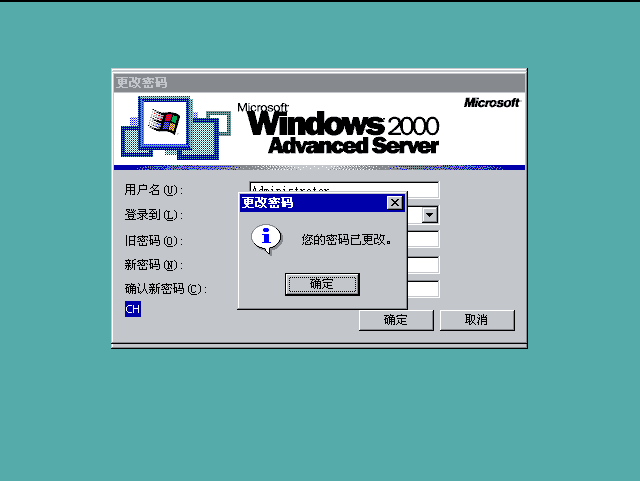 更改密码
Microsoft
Microsoft
Windows 2000
Advanced Server
用户名(U):
Administrator
登录到(L):
更改密码
旧密码(O):
您的密码已更改。
新密码(N):
确定
确认新密码(C):
CH
确定
取消